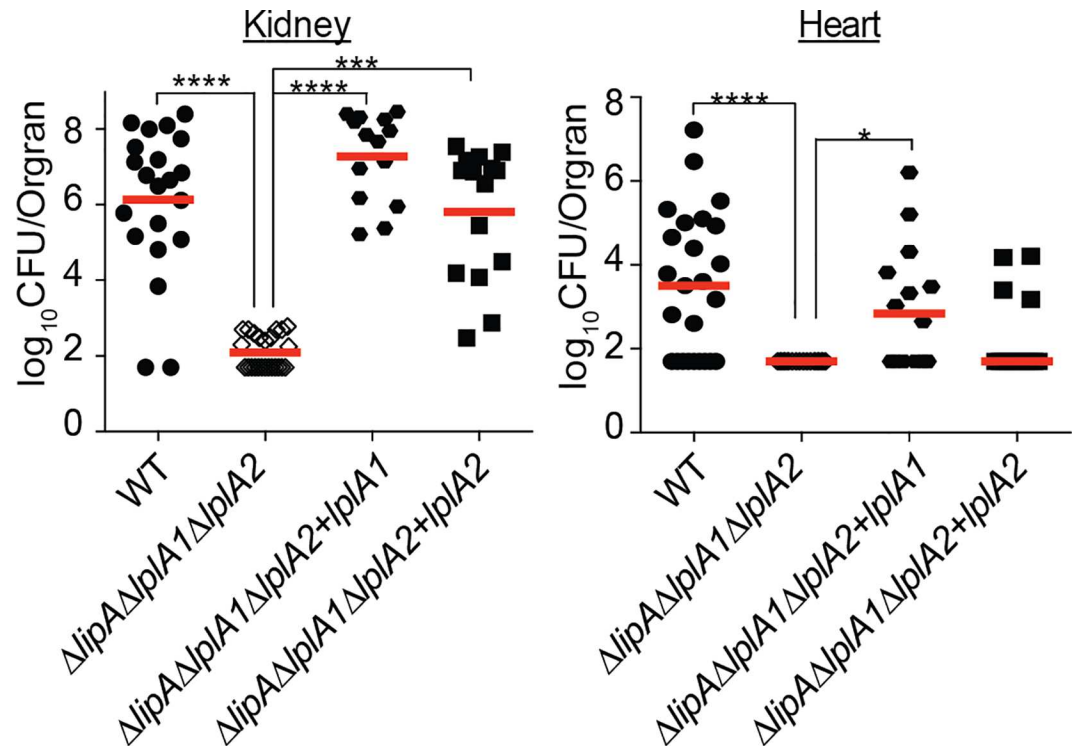 Kidney
Heart
***
****
****
****
*
log10CFU/Orgran
8
6
4
2
0
WT
ΔlipAΔlplA1ΔlplA2
ΔlipAΔlplA1ΔlplA2+lplA1
ΔlipAΔlplA1ΔlplA2+lplA2
log10CFU/Orgran
8
6
4
2
0
WT
ΔlipAΔlplA1ΔlplA2
ΔlipAΔlplA1ΔlplA2+lplA1
ΔlipAΔlplA1ΔlplA2+lplA2